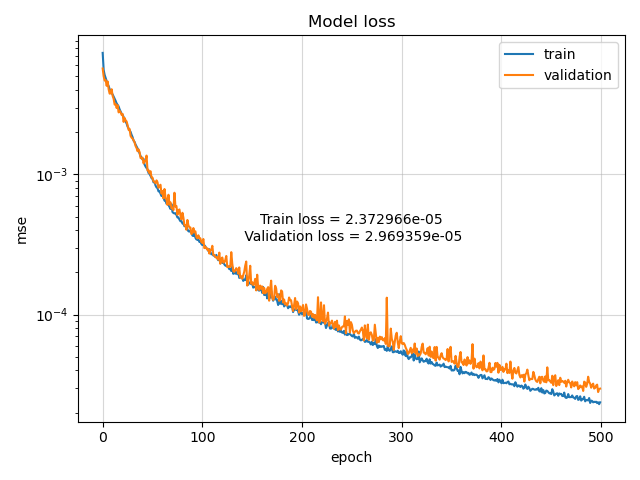 Model loss
train
validation
mse
10⁻³
10⁻⁴
Train loss = 2.372966e-05
Validation loss = 2.969359e-05
0 100 200 300 400 500
epoch